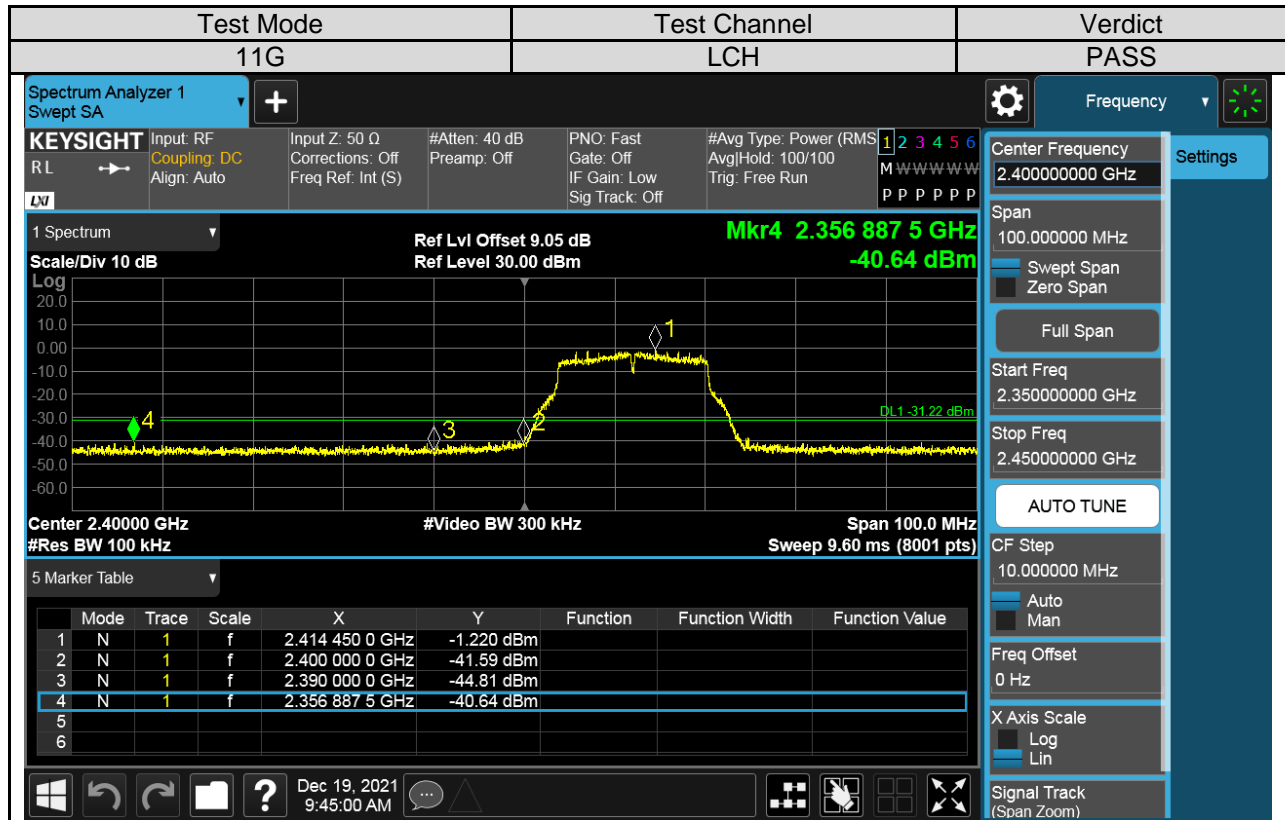 Test Mode Test Channel Verdict
11G LCH PASS
Spectrum Analyzer 1
Swept SA
Frequency
KEYSIGHT
RL
LXI
Input: RF
Coupling: DC
Align: Auto
Input Z: 50 Ω
Corrections: Off
Freq Ref: Int (S)
#Atten: 40 dB
Preamp: Off
PNO: Fast
Gate: Off
IF Gain: Low
Sig Track: Off
#Avg Type: Power (RMS
Avg|Hold: 100/100
Trig: Free Run
1 2 3 4 5 6
M W W W W W
P P P P P P
1 Spectrum
Scale/Div 10 dB
Ref Lvl Offset 9.05 dB
Ref Level 30.00 dBm
Mkr4 2.356 887 5 GHz
-40.64 dBm
Log
20.0
10.0
0.00
-10.0
-20.0
-30.0
-40.0
-50.0
-60.0
1
2
3
4
DL1 -31.22 dBm
Center 2.40000 GHz
#Video BW 300 kHz
Span 100.0 MHz
#Res BW 100 kHz
Sweep 9.60 ms (8001 pts)
5 Marker Table
Mode Trace Scale X Y Function Function Width Function Value
1 N 1 f 2.414 450 0 GHz -1.220 dBm
2 N 1 f 2.400 000 0 GHz -41.59 dBm
3 N 1 f 2.390 000 0 GHz -44.81 dBm
4 N 1 f 2.356 887 5 GHz -40.64 dBm
5
6
?
Dec 19, 2021
9:45:00 AM
Center Frequency
2.400000000 GHz
Settings
Span
100.000000 MHz
Swept Span
Zero Span
Full Span
Start Freq
2.350000000 GHz
Stop Freq
2.450000000 GHz
AUTO TUNE
CF Step
10.000000 MHz
Auto
Man
Freq Offset
0 Hz
X Axis Scale
Log
Lin
Signal Track
(Span Zoom)